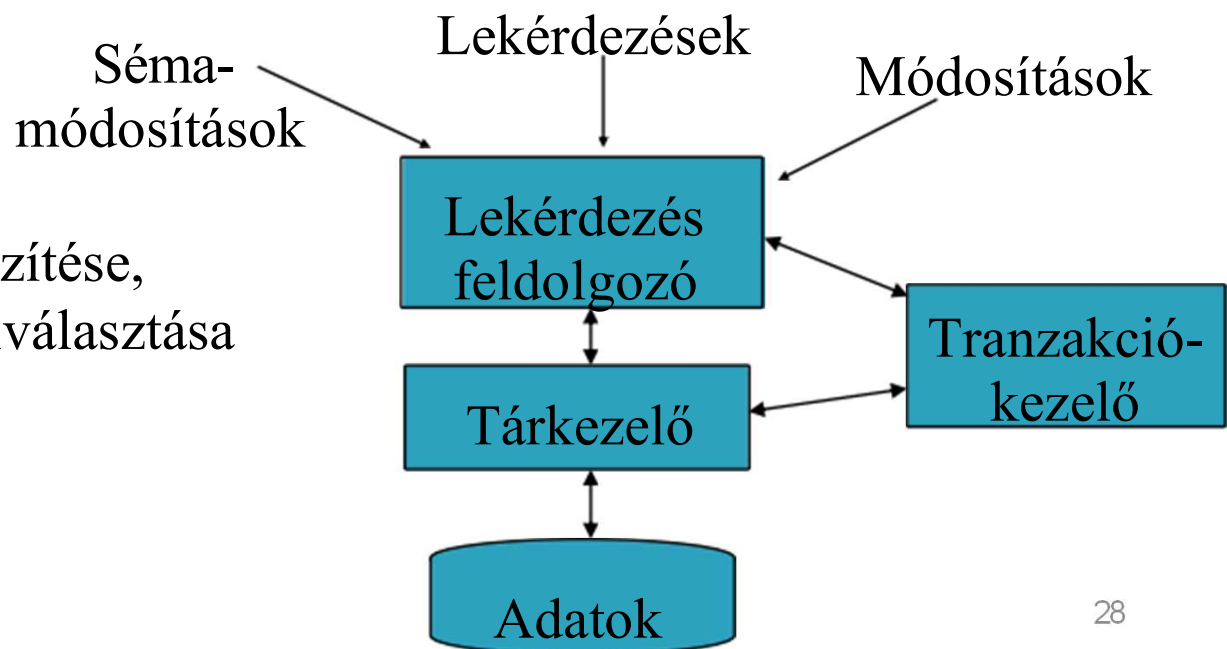 Lekérdezések
Séma-
módosítások
Módosítások
Lekérdezés
feldolgozó
zítése,
választása
Tranzakció-
kezelő
Tárkezelő
Adatok
28